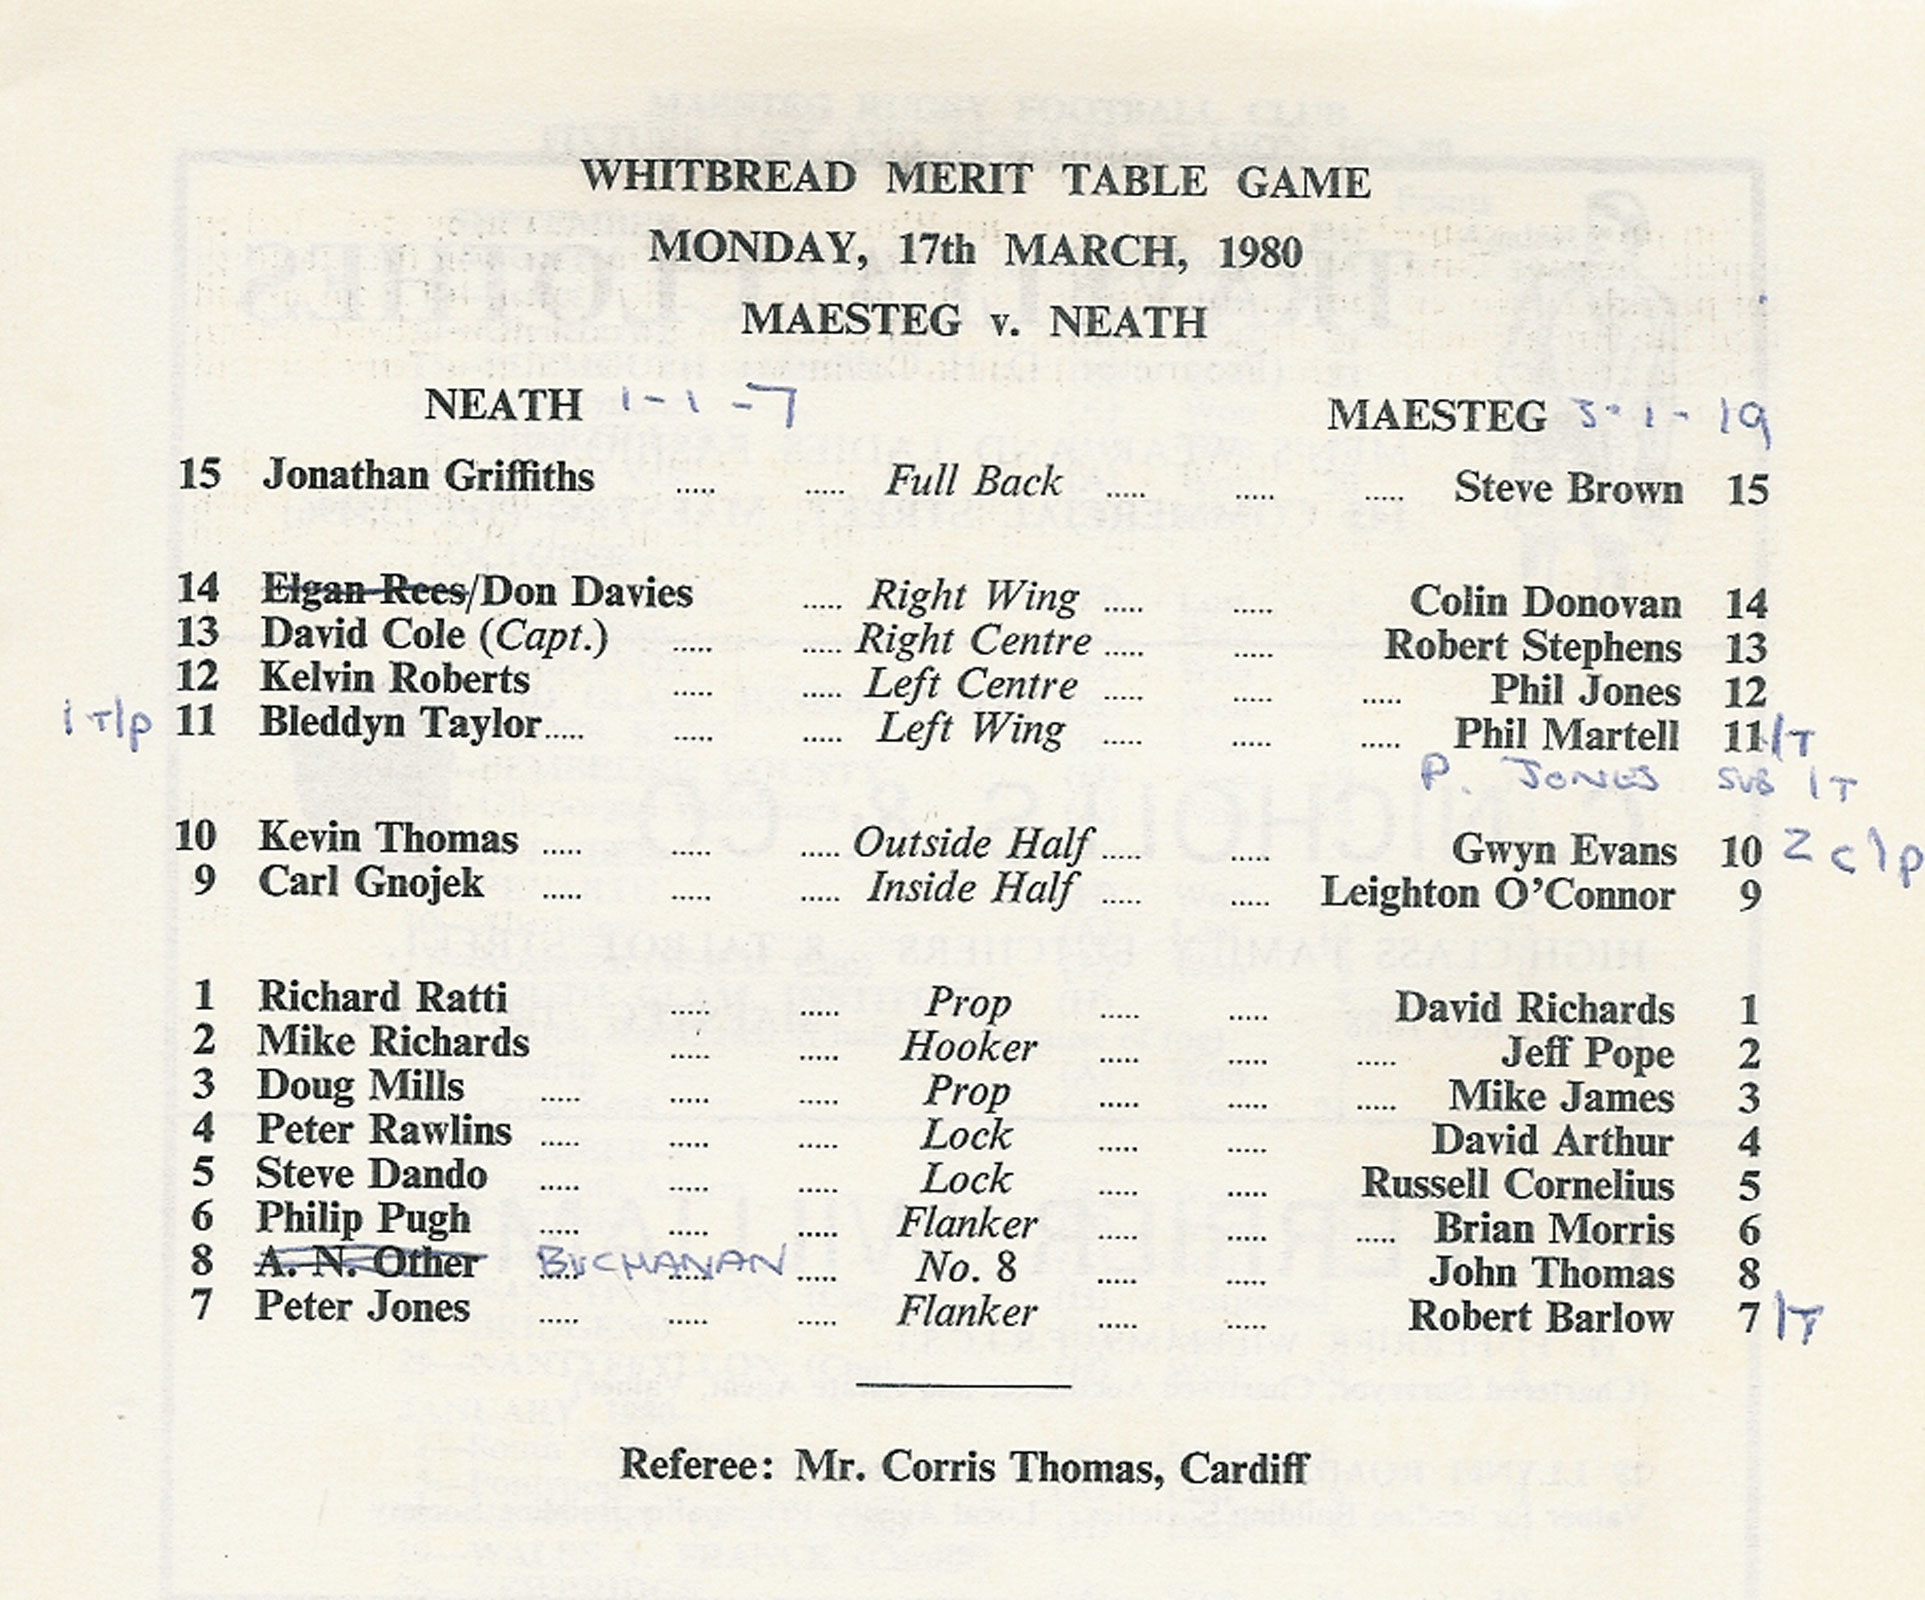 WHITBREAD MERIT TABLE GAME
MONDAY, 17th MARCH, 1980
MAESTEG v. NEATH
NEATH 1-1-7 MAESTEG 3-1-19
15 Jonathan Griffiths ..... ..... Full Back ..... ..... ..... Steve Brown 15
14 Elgan Rees/Don Davies ..... Right Wing ..... ..... Colin Donovan 14
13 David Cole (Capt.) ..... ..... Right Centre ..... ..... Robert Stephens 13
12 Kelvin Roberts ..... ..... Left Centre ..... ..... ..... Phil Jones 12
1T/p 11 Bleddyn Taylor ..... ..... ..... Left Wing ..... ..... ..... Phil Martell 11 1T
P. JONES SUB 1T
10 Kevin Thomas ..... ..... ..... Outside Half ..... ..... Gwyn Evans 10 2c1p
9 Carl Gnojek ..... ..... ..... Inside Half ..... ..... Leighton O'Connor 9
1 Richard Ratti ..... ..... Prop ..... ..... David Richards 1
2 Mike Richards ..... ..... Hooker ..... ..... ..... Jeff Pope 2
3 Doug Mills ..... ..... ..... Prop ..... ..... ..... Mike James 3
4 Peter Rawlins ..... ..... ..... Lock ..... ..... David Arthur 4
5 Steve Dando ..... ..... ..... Lock ..... ..... Russell Cornelius 5
6 Philip Pugh ..... ..... ..... Flanker ..... ..... ..... Brian Morris 6
8 A. N. Other BUCHANAN ..... No. 8 ..... ..... John Thomas 8
7 Peter Jones ..... ..... ..... Flanker ..... ..... Robert Barlow 7 1T
Referee: Mr. Corris Thomas, Cardiff